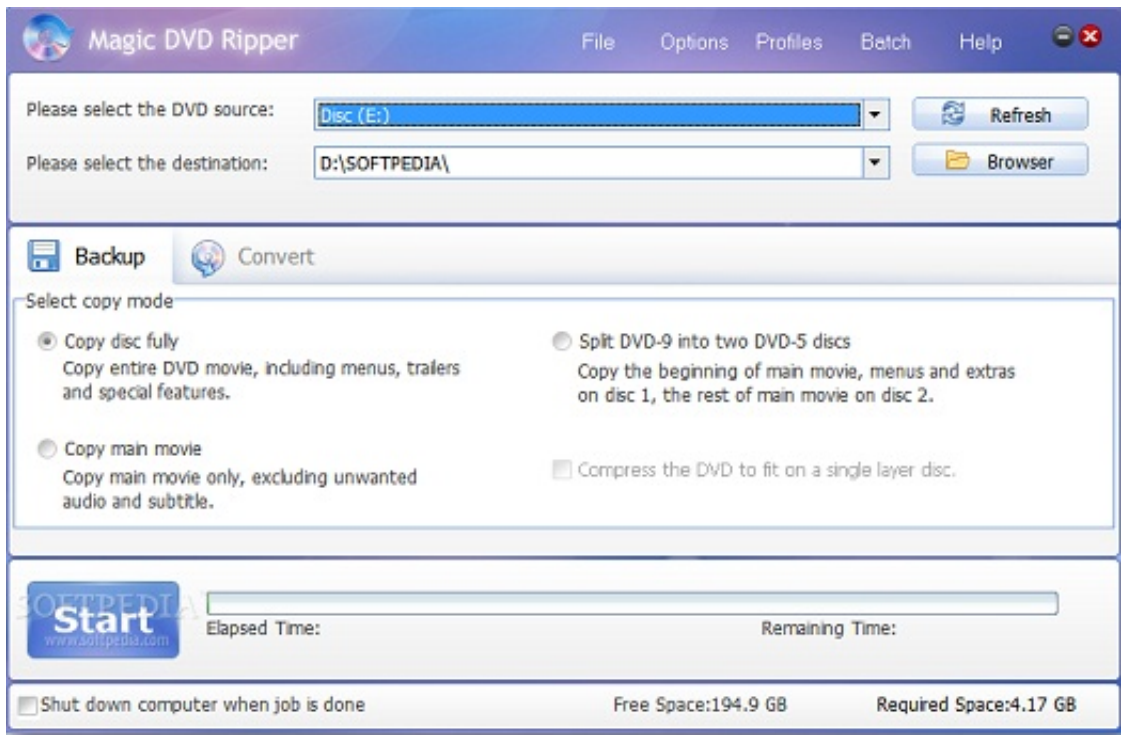 Magic DVD Ripper
File Options Profiles Batch Help
Please select the DVD source:
Disc (E:)
Refresh
Please select the destination:
D:\SOFTPEDIA\
Browser
Backup
Convert
Select copy mode
Copy disc fully
Copy entire DVD movie, including menus, trailers
and special features.
Split DVD-9 into two DVD-5 discs
Copy the beginning of main movie, menus and extras
on disc 1, the rest of main movie on disc 2.
Copy main movie
Copy main movie only, excluding unwanted
audio and subtitle.
Compress the DVD to fit on a single layer disc.
SOFTPEDIA
Start
www.softpedia.com
Elapsed Time:
Remaining Time:
Shut down computer when job is done
Free Space:194.9 GB
Required Space:4.17 GB